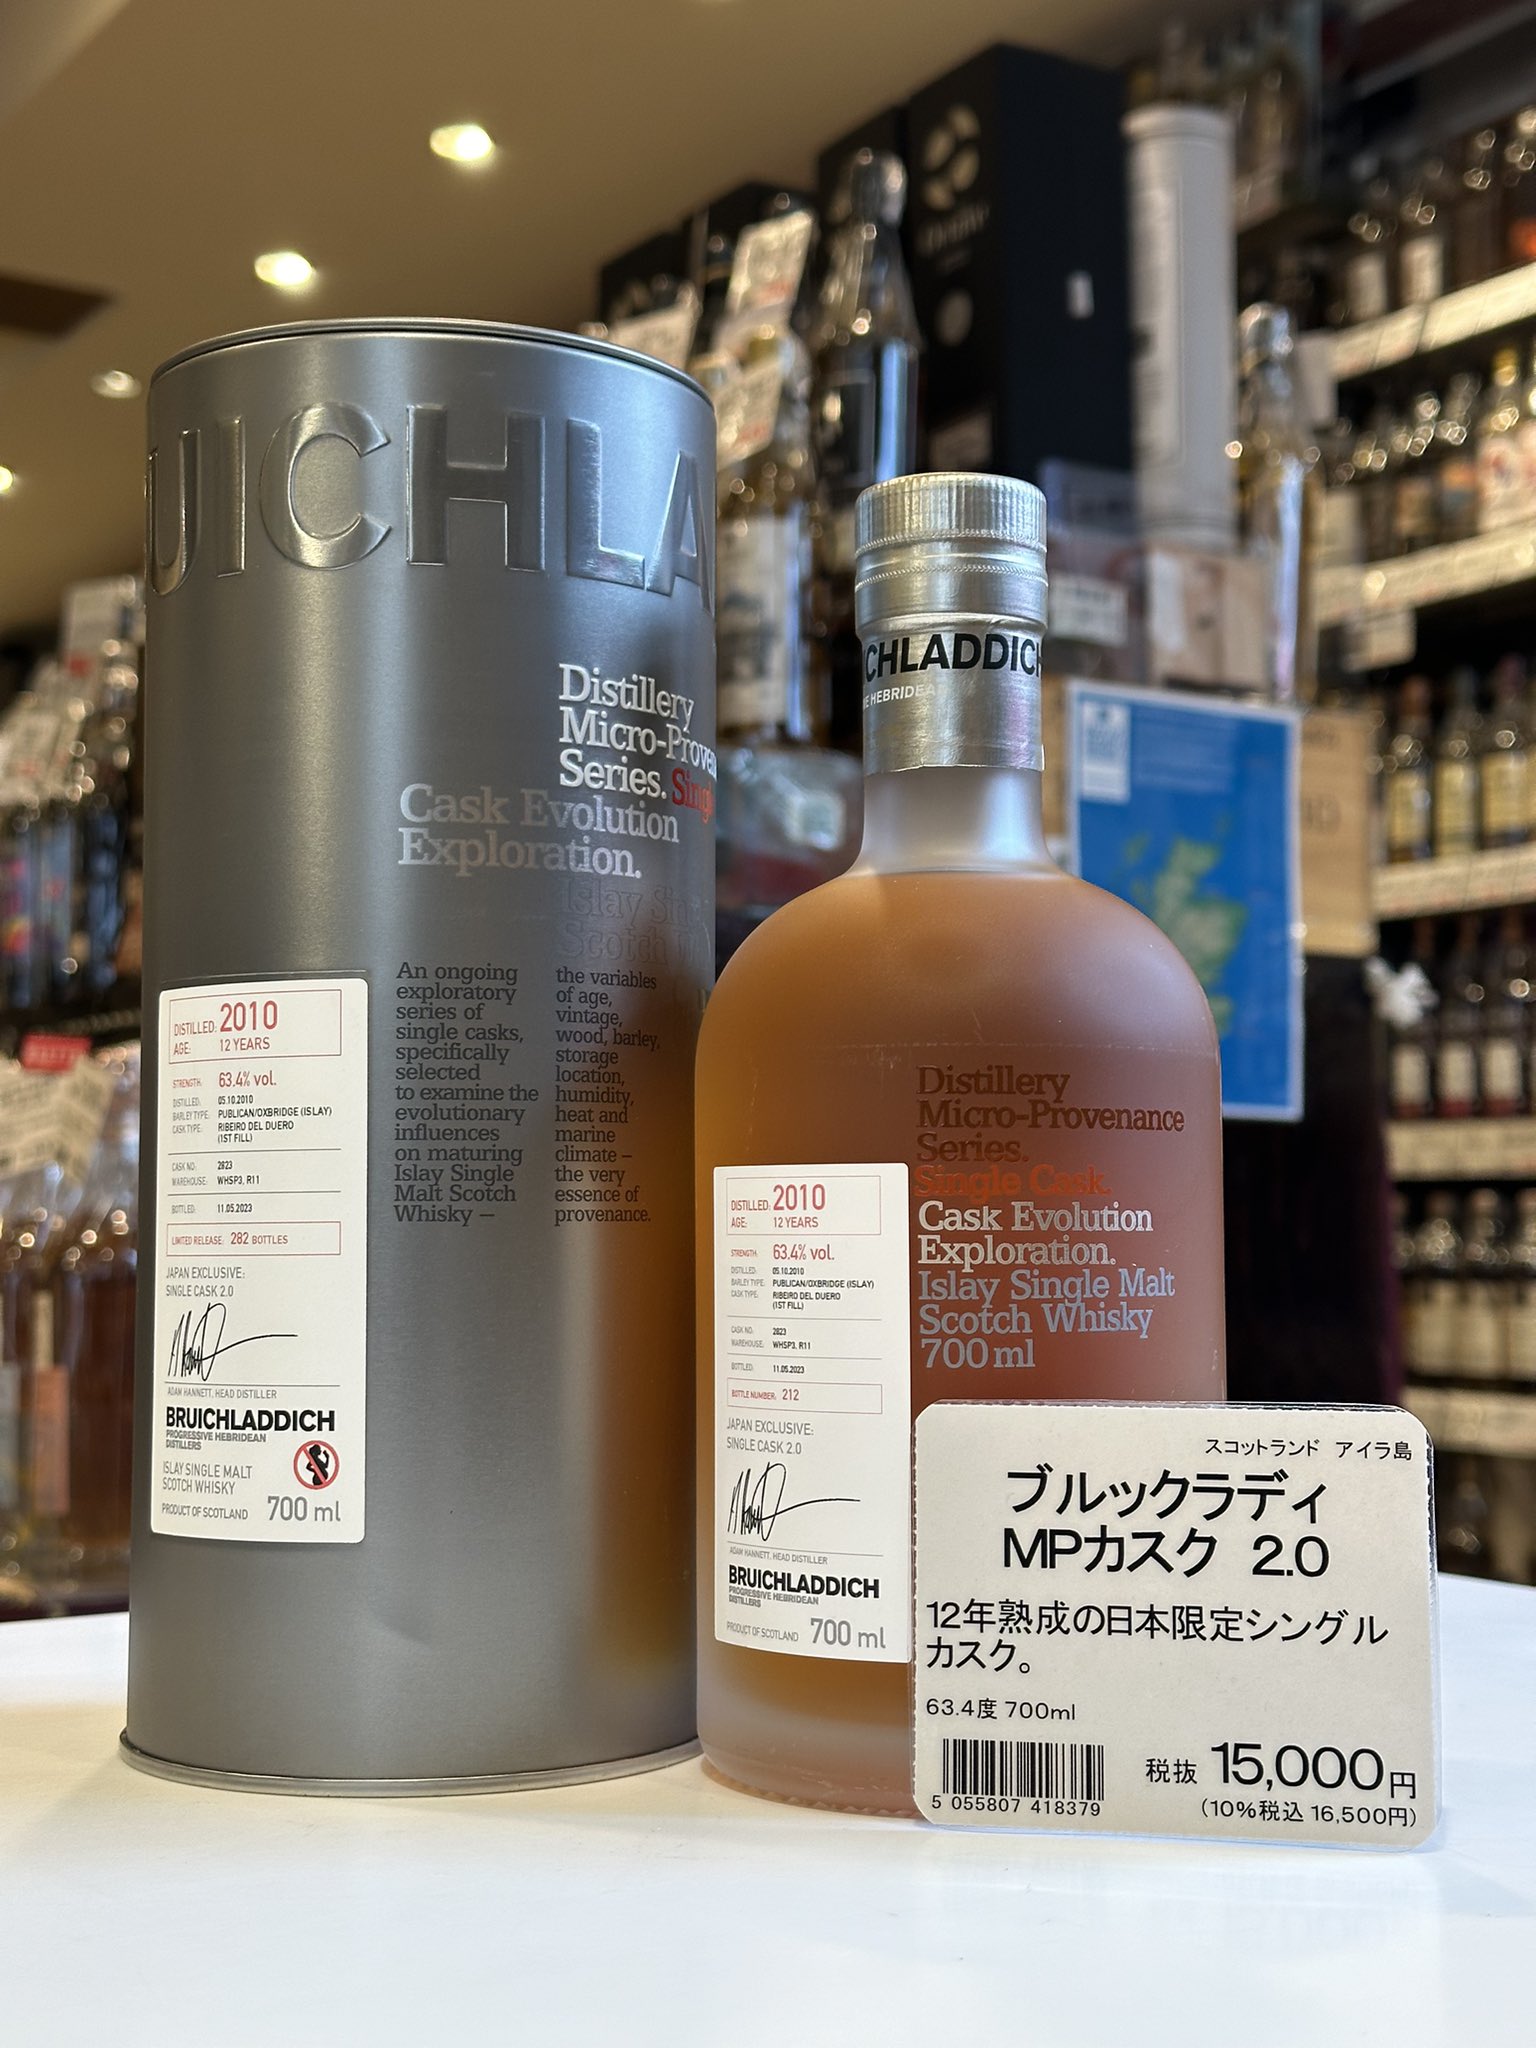 UICHLA
Distillery
Micro-Proven
Series. Sing
Cask Evolution
Exploration.
Islay Sin
Scotch
An ongoing
exploratory
series of
single casks,
specifically
selected
to examine the
evolutionary
influences
on maturing
Islay Single
Malt Scotch
Whisky –
the variables
of age,
vintage,
wood, barley,
storage
location,
humidity,
heat and
marine
climate –
the very
essence of
provenance.
DISTILLED: 2010
AGE: 12 YEARS
STRENGTH: 63.4% vol.
DISTILLED: 05.10.2010
BARLEY TYPE: PUBLICAN/OXBRIDGE (ISLAY)
CASK TYPE: RIBEIRO DEL DUERO
(1ST FILL)
CASK NO: 2823
WAREHOUSE: WHSP3, R11
BOTTLED: 11.05.2023
LIMITED RELEASE: 282 BOTTLES
JAPAN EXCLUSIVE:
SINGLE CASK 2.0
ADAM HANNETT, HEAD DISTILLER
BRUICHLADDICH
PROGRESSIVE HEBRIDEAN
DISTILLERS
ISLAY SINGLE MALT
SCOTCH WHISKY
PRODUCT OF SCOTLAND 700 ml
ICHLADDICH
E HEBRIDEA
Distillery
Micro-Provenance
Series.
Single Cask.
Cask Evolution
Exploration.
Islay Single Malt
Scotch Whisky
700 ml
DISTILLED: 2010
AGE: 12 YEARS
STRENGTH: 63.4% vol.
DISTILLED: 05.10.2010
BARLEY TYPE: PUBLICAN/OXBRIDGE (ISLAY)
CASK TYPE: RIBEIRO DEL DUERO
(1ST FILL)
CASK NO: 2823
WAREHOUSE: WHSP3, R11
BOTTLED: 11.05.2023
BOTTLE NUMBER: 212
JAPAN EXCLUSIVE:
SINGLE CASK 2.0
ADAM HANNETT, HEAD DISTILLER
BRUICHLADDICH
PROGRESSIVE HEBRIDEAN
DISTILLERS
PRODUCT OF SCOTLAND 700 ml
スコットランド アイラ島
ブルックラディ
MPカスク 2.0
12年熟成の日本限定シングル
カスク。
63.4度 700ml
税抜 15,000円
5 055807 418379
(10%税込 16,500円)